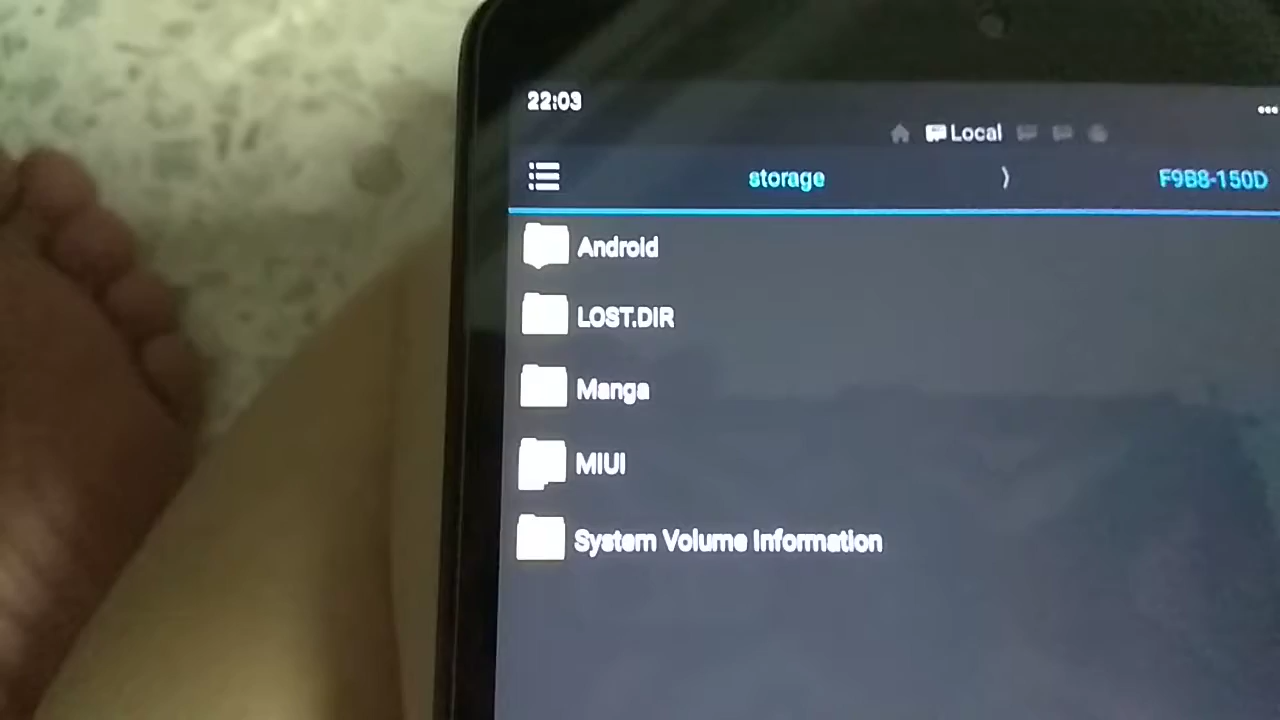 22:03
Local
storage ⟩ F9B8-150D
Android
LOST.DIR
Manga
MIUI
System Volume Information